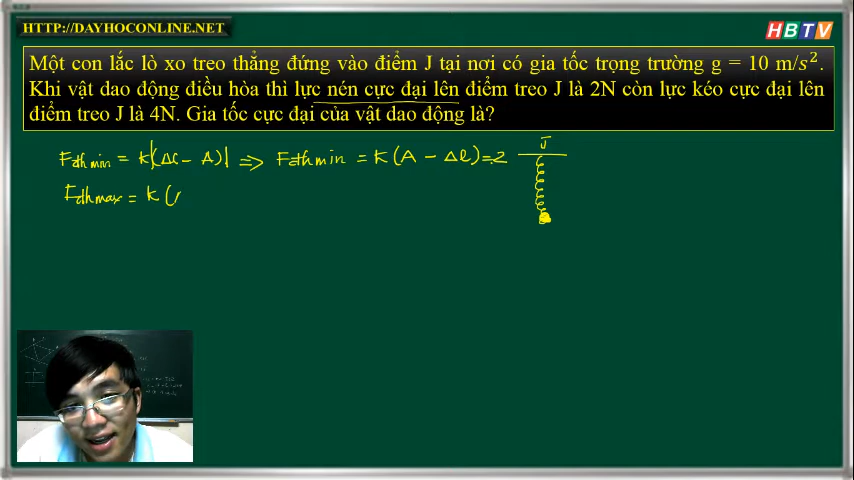 HTTP://DAYHOCONLINE.NET
HBTV
Một con lắc lò xo treo thẳng đứng vào điểm J tại nơi có gia tốc trọng trường g = 10 m/s².
Khi vật dao động điều hòa thì lực nén cực đại lên điểm treo J là 2N còn lực kéo cực đại lên
điểm treo J là 4N. Gia tốc cực đại của vật dao động là?
Fđh min = K|(Δl - A)| => Fđh min = K(A - Δl) = 2
J
Fđh max = K (